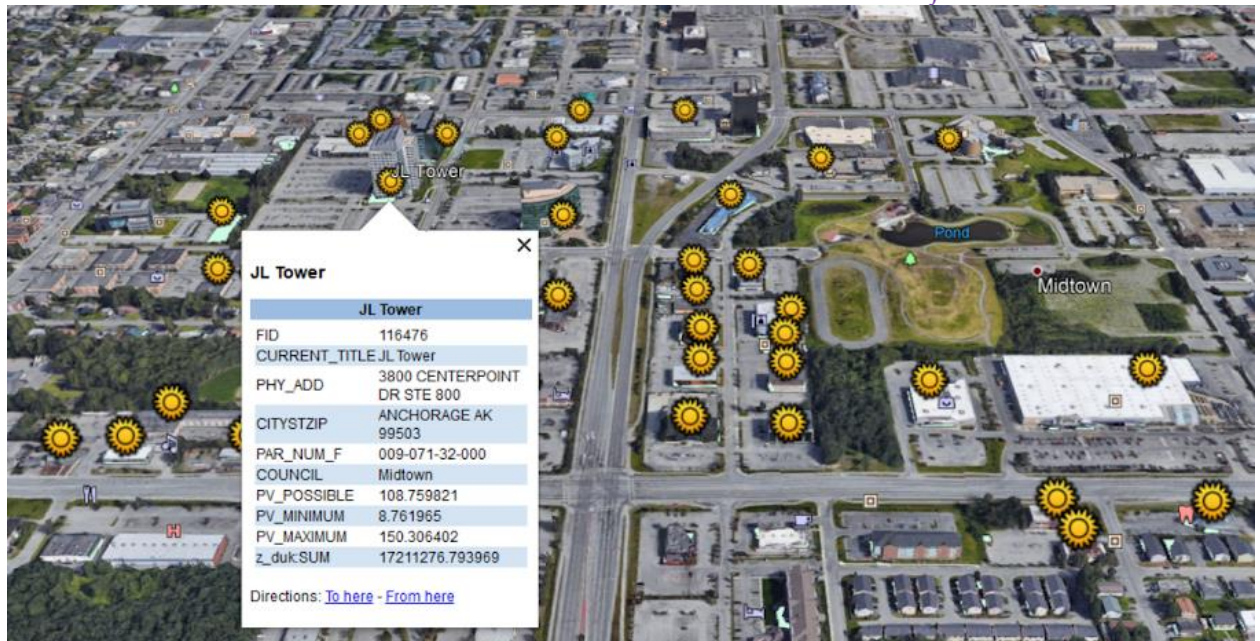 JL Tower
Pond
Midtown
JL Tower
JL Tower
FID 116476
CURRENT_TITLE JL Tower
PHY_ADD 3800 CENTERPOINT
DR STE 800
CITYSTZIP ANCHORAGE AK
99503
PAR_NUM_F 009-071-32-000
COUNCIL Midtown
PV_POSSIBLE 108.759821
PV_MINIMUM 8.761965
PV_MAXIMUM 150.306402
z_duk:SUM 17211276.793969
Directions: To here - From here
H